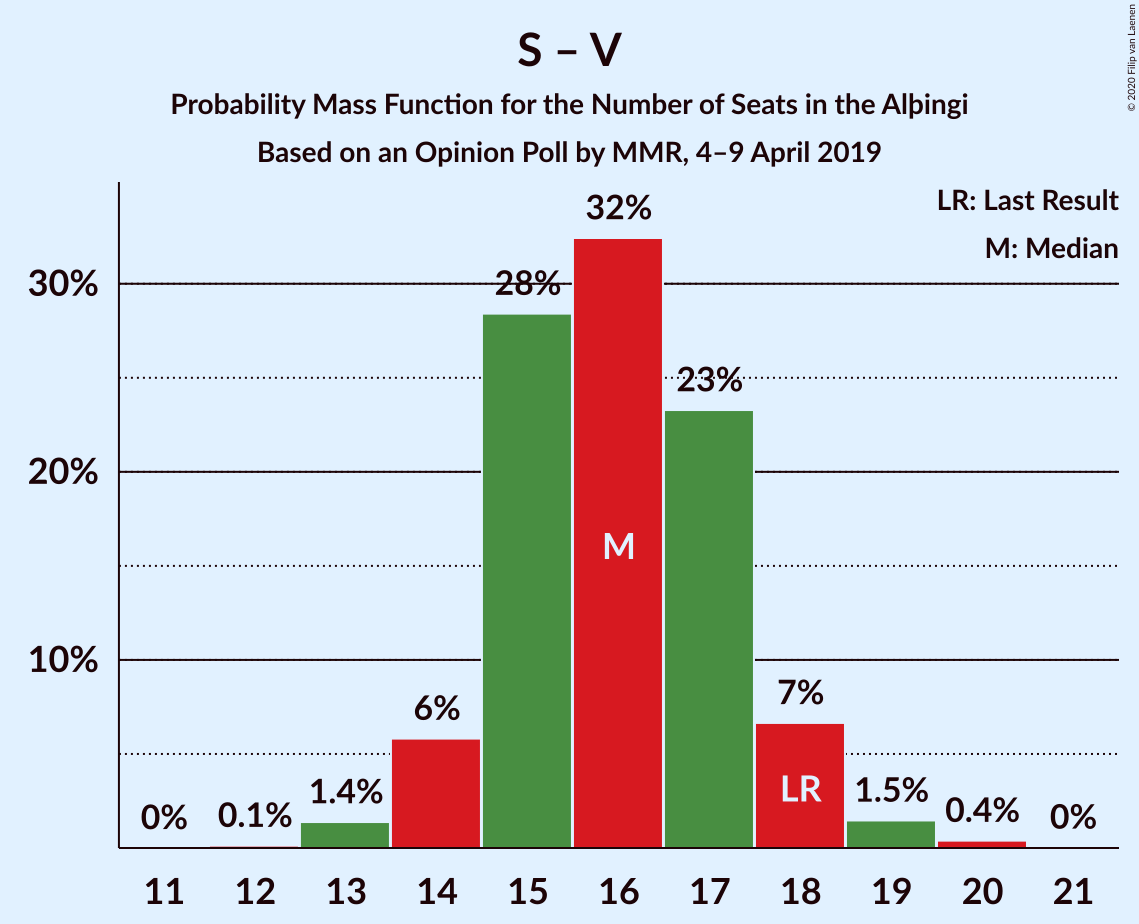 S – V
Probability Mass Function for the Number of Seats in the Alþingi
Based on an Opinion Poll by MMR, 4–9 April 2019
© 2020 Filip van Laenen
LR: Last Result
M: Median
30%
20%
10%
0%
0.1%
1.4%
6%
28%
32%
23%
7%
1.5%
0.4%
0%
M
LR
11 12 13 14 15 16 17 18 19 20 21